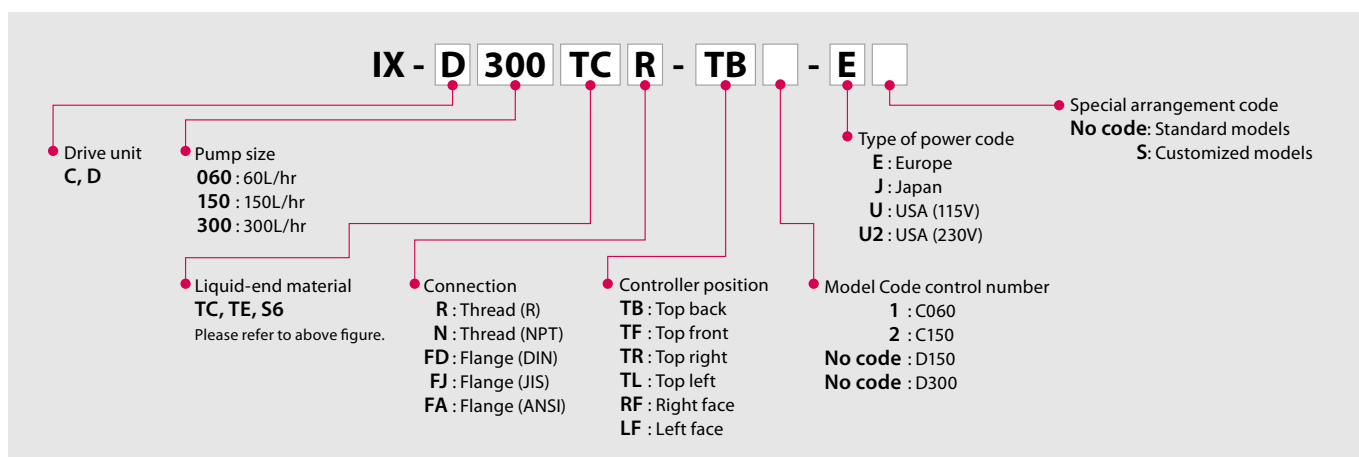 IX - D 300 TC R - TB - E
Drive unit
C, D
Pump size
060 : 60L/hr
150 : 150L/hr
300 : 300L/hr
Liquid-end material
TC, TE, S6
Please refer to above figure.
Connection
R : Thread (R)
N : Thread (NPT)
FD : Flange (DIN)
FJ : Flange (JIS)
FA : Flange (ANSI)
Controller position
TB : Top back
TF : Top front
TR : Top right
TL : Top left
RF : Right face
LF : Left face
Model Code control number
1 : C060
2 : C150
No code : D150
No code : D300
Type of power code
E : Europe
J : Japan
U : USA (115V)
U2 : USA (230V)
Special arrangement code
No code: Standard models
S: Customized models